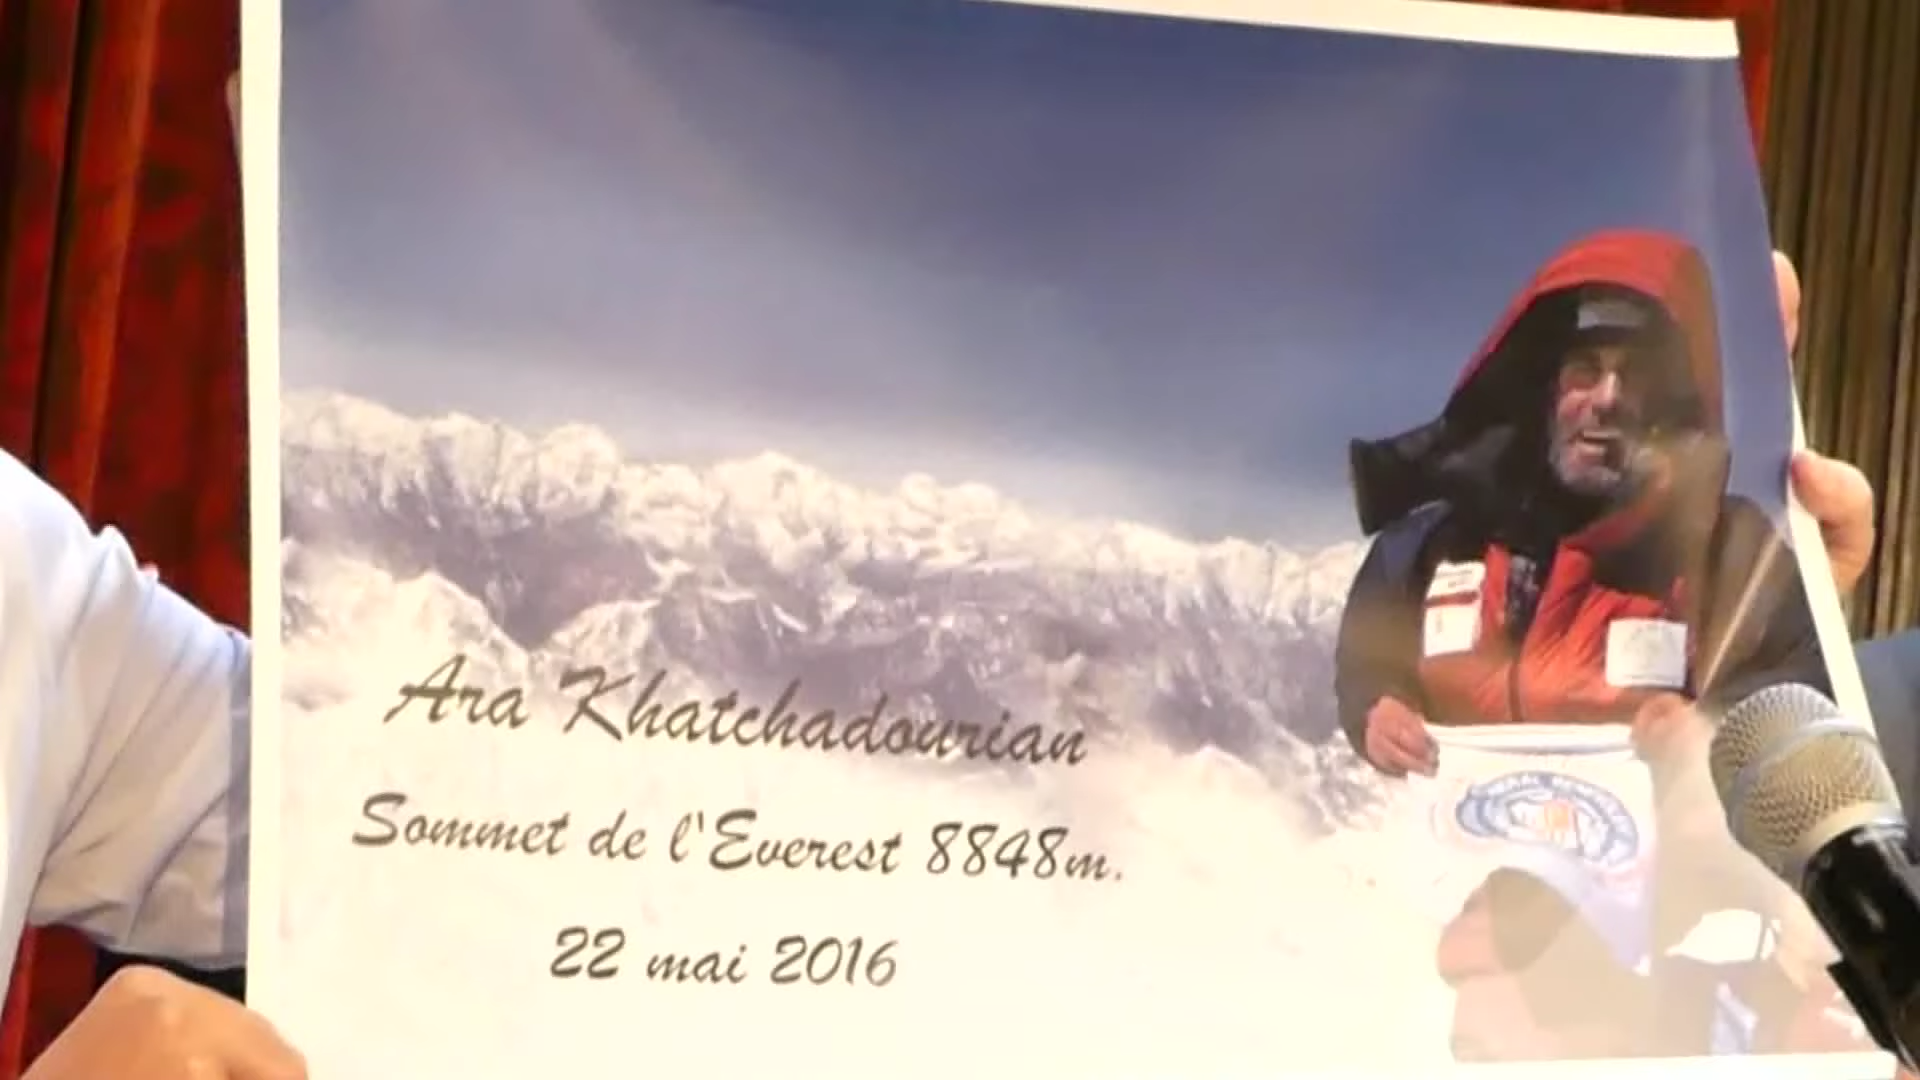 Ara Khatchadourian
Sommet de l'Everest 8848m.
22 mai 2016